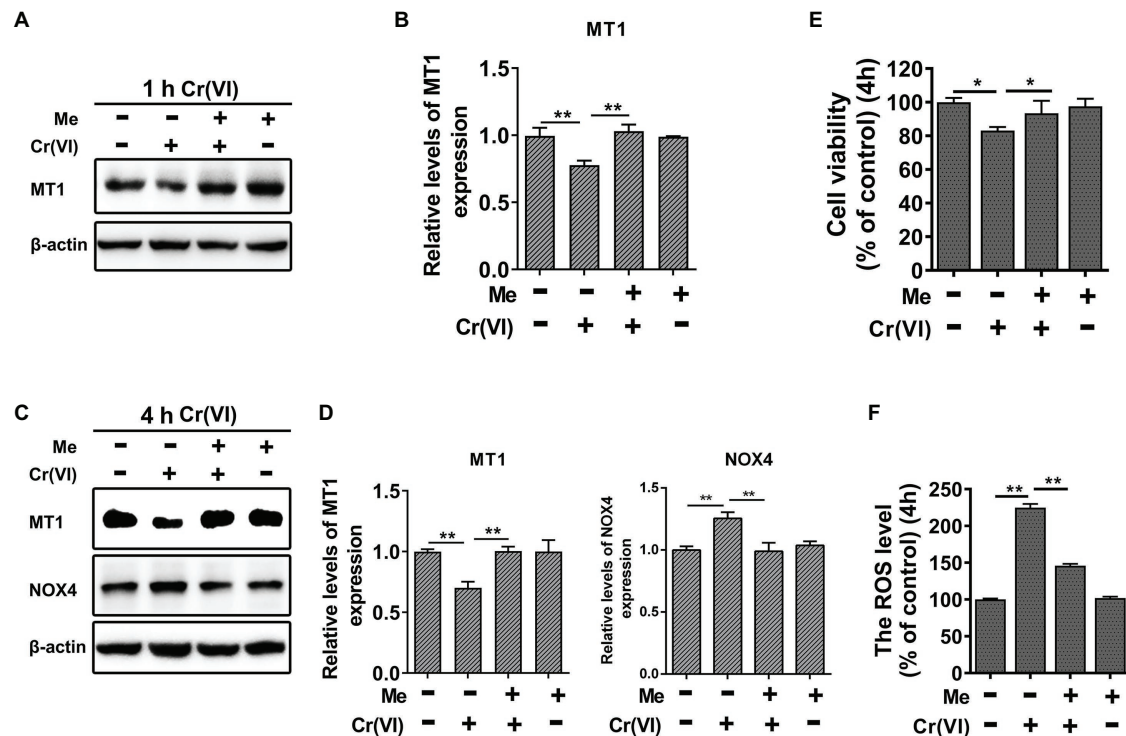 A
1 h Cr(VI)
Me - - + +
Cr(VI) - + + -
MT1
β-actin
B
MT1
Relative levels of MT1
expression
1.5
1.0
0.5
0.0
** **
Me - - + +
Cr(VI) - + + -
E
Cell viability
(% of control) (4h)
120
100
80
60
40
20
0
* *
Me - - + +
Cr(VI) - + + -
C
4 h Cr(VI)
Me - - + +
Cr(VI) - + + -
MT1
NOX4
β-actin
D
MT1
Relative levels of MT1
expression
1.5
1.0
0.5
0.0
** **
Me - - + +
Cr(VI) - + + -
NOX4
Relative levels of NOX4
expression
1.5
1.0
0.5
0.0
** **
Me - - + +
Cr(VI) - + + -
F
The ROS level
(% of control) (4h)
250
200
150
100
50
0
** **
Me - - + +
Cr(VI) - + + -